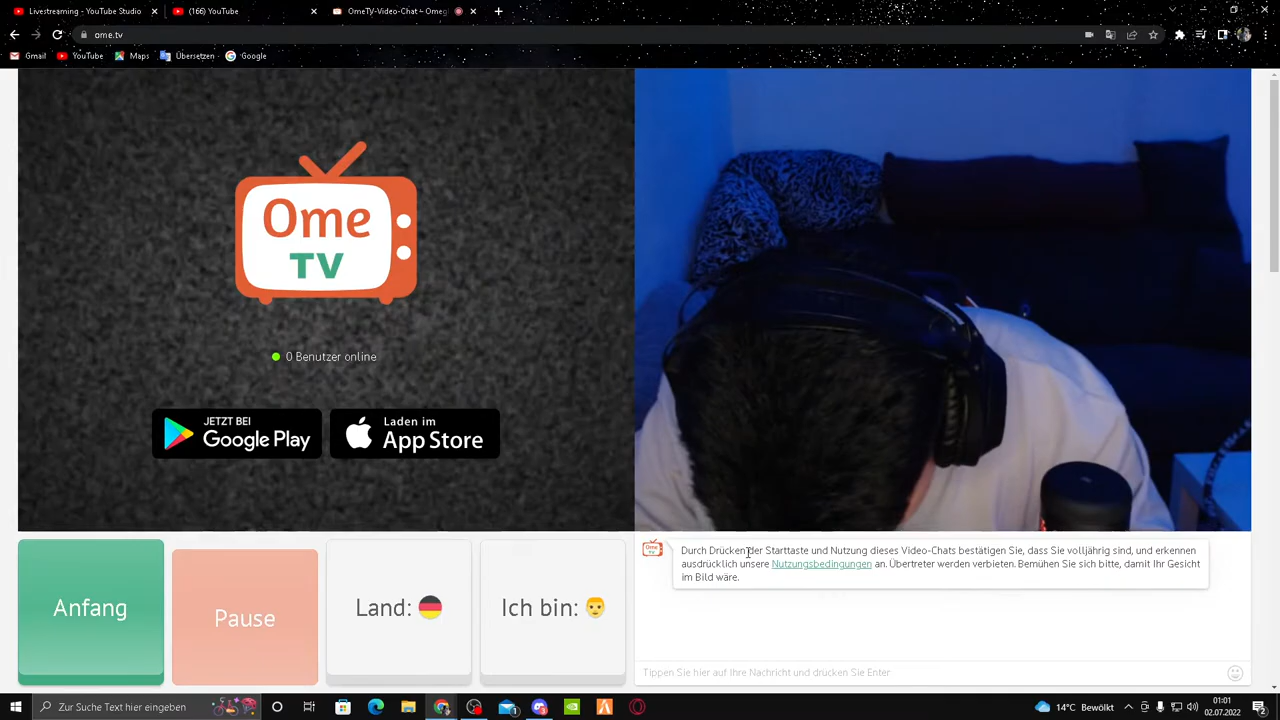 Livestreaming - YouTube Studio
(166) YouTube
OmeTV-Video-Chat – Omeg
ome.tv
Gmail
YouTube
Maps
Übersetzen
Google
Ome
TV
0 Benutzer online
JETZT BEI
Google Play
Laden im
App Store
Anfang
Pause
Land:
Ich bin:
Ome
TV
Durch Drücken der Starttaste und Nutzung dieses Video-Chats bestätigen Sie, dass Sie volljährig sind, und erkennen
ausdrücklich unsere Nutzungsbedingungen an. Übertreter werden verbieten. Bemühen Sie sich bitte, damit Ihr Gesicht
im Bild wäre.
Tippen Sie hier auf Ihre Nachricht und drücken Sie Enter
Zur Suche Text hier eingeben
14°C Bewölkt
01:01
02.07.2022